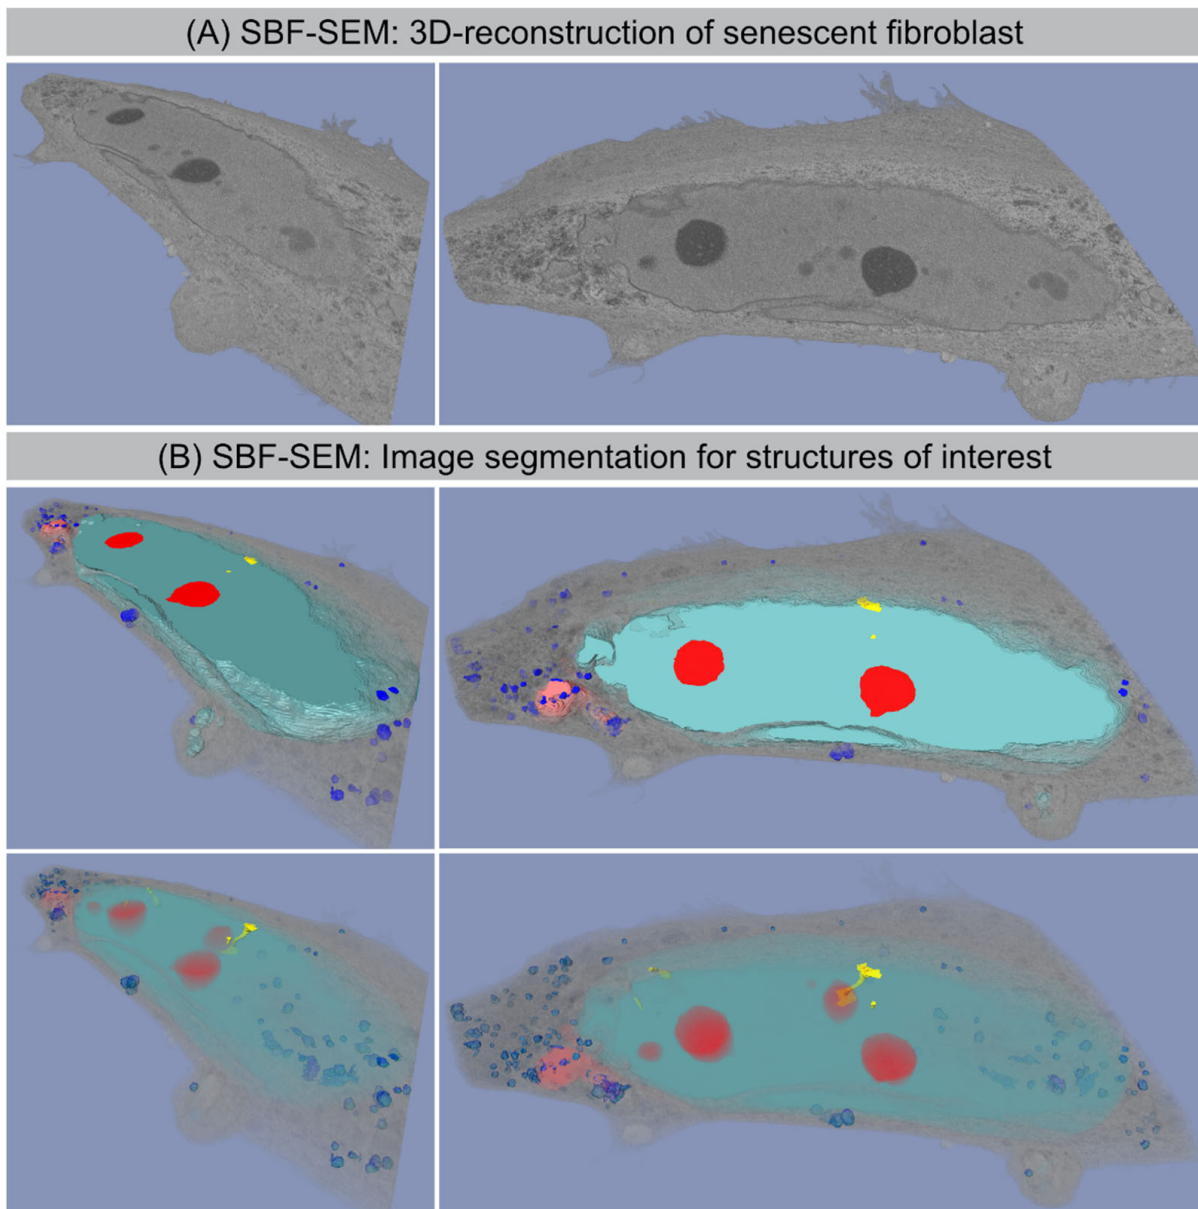 (A) SBF-SEM: 3D-reconstruction of senescent fibroblast
(B) SBF-SEM: Image segmentation for structures of interest